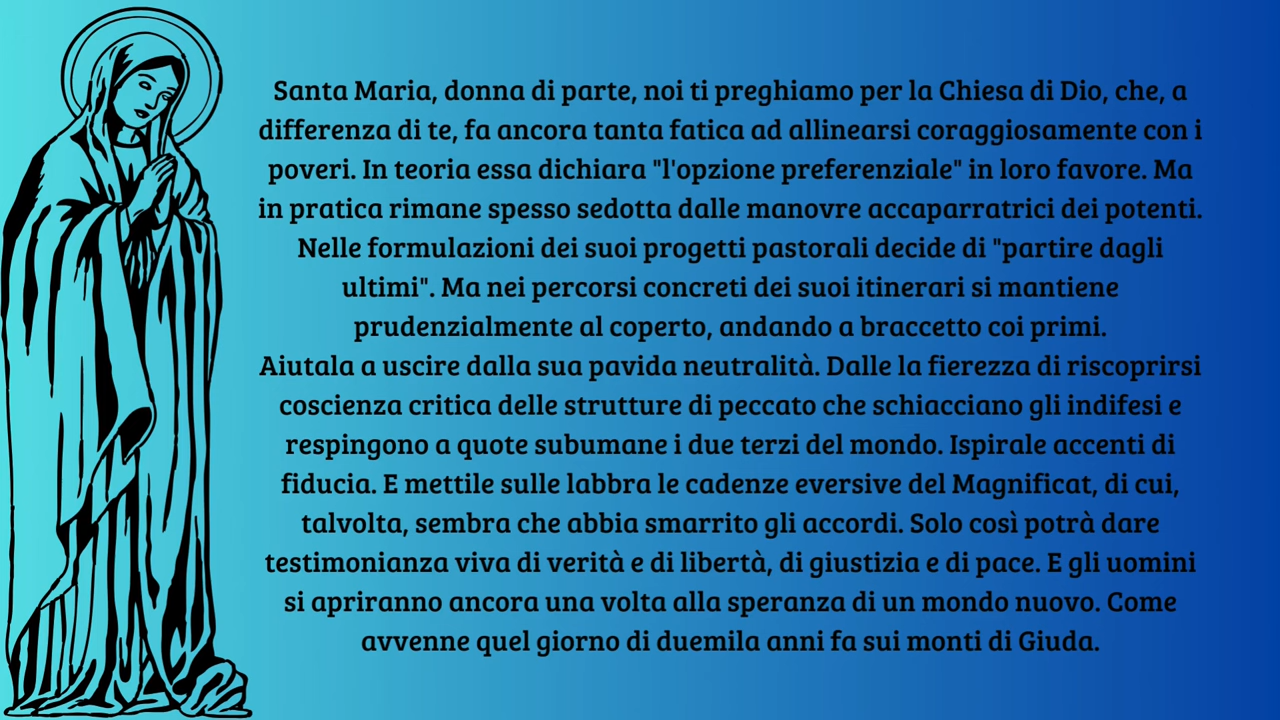 Santa Maria, donna di parte, noi ti preghiamo per la Chiesa di Dio, che, a
differenza di te, fa ancora tanta fatica ad allinearsi coraggiosamente con i
poveri. In teoria essa dichiara "l'opzione preferenziale" in loro favore. Ma
in pratica rimane spesso sedotta dalle manovre accaparratrici dei potenti.
Nelle formulazioni dei suoi progetti pastorali decide di "partire dagli
ultimi". Ma nei percorsi concreti dei suoi itinerari si mantiene
prudenzialmente al coperto, andando a braccetto coi primi.
Aiutala a uscire dalla sua pavida neutralità. Dalle la fierezza di riscoprirsi
coscienza critica delle strutture di peccato che schiacciano gli indifesi e
respingono a quote subumane i due terzi del mondo. Ispirale accenti di
fiducia. E mettile sulle labbra le cadenze eversive del Magnificat, di cui,
talvolta, sembra che abbia smarrito gli accordi. Solo così potrà dare
testimonianza viva di verità e di libertà, di giustizia e di pace. E gli uomini
si apriranno ancora una volta alla speranza di un mondo nuovo. Come
avvenne quel giorno di duemila anni fa sui monti di Giuda.